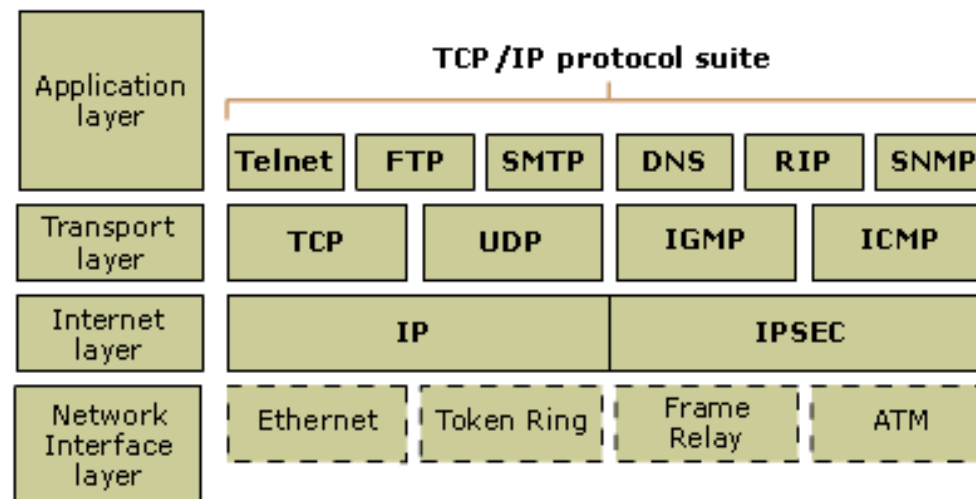 TCP/IP protocol suite
Application
layer
Telnet FTP SMTP DNS RIP SNMP
Transport
layer
TCP UDP IGMP ICMP
Internet
layer
IP IPSEC
Network
Interface
layer
Ethernet Token Ring Frame
Relay ATM